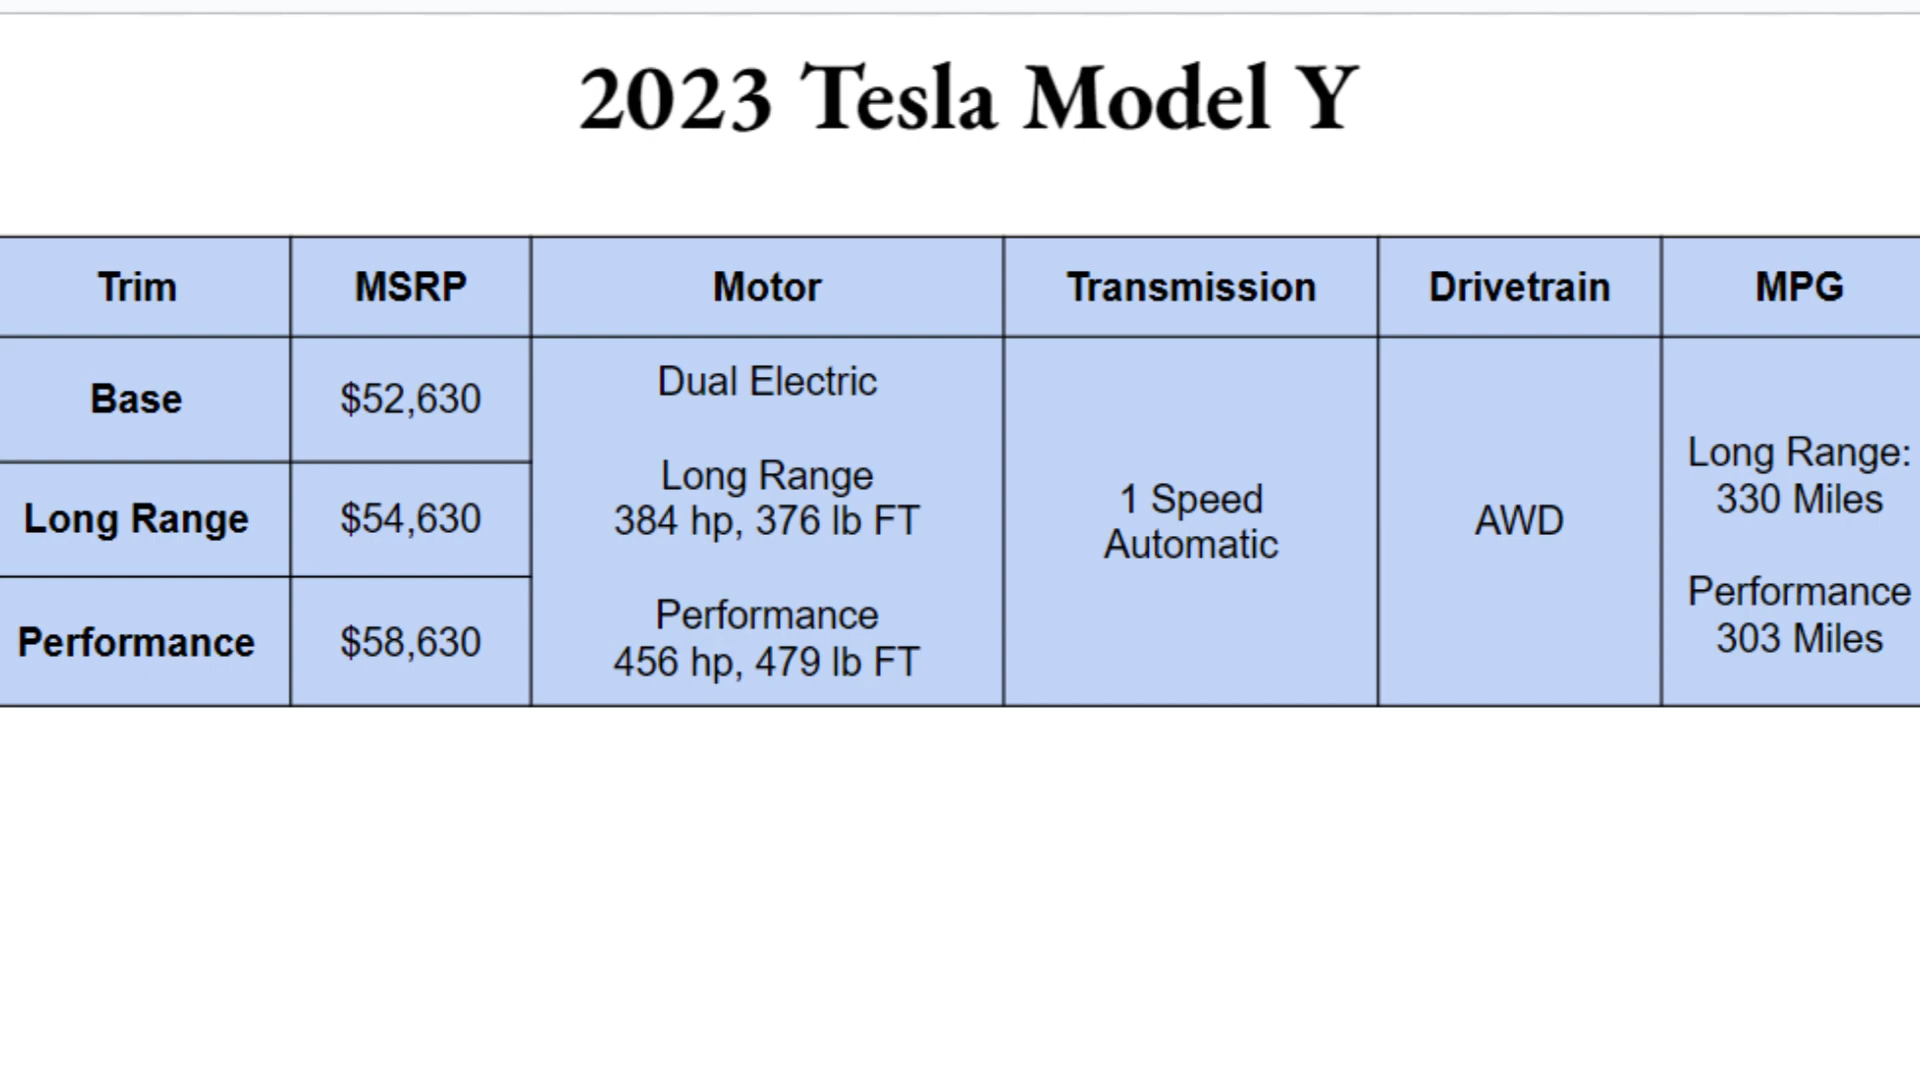 2023 Tesla Model Y
Trim MSRP Motor Transmission Drivetrain MPG
Base $52,630
Long Range $54,630
Performance $58,630
Dual Electric
Long Range
384 hp, 376 lb FT
Performance
456 hp, 479 lb FT
1 Speed
Automatic
AWD
Long Range:
330 Miles
Performance
303 Miles